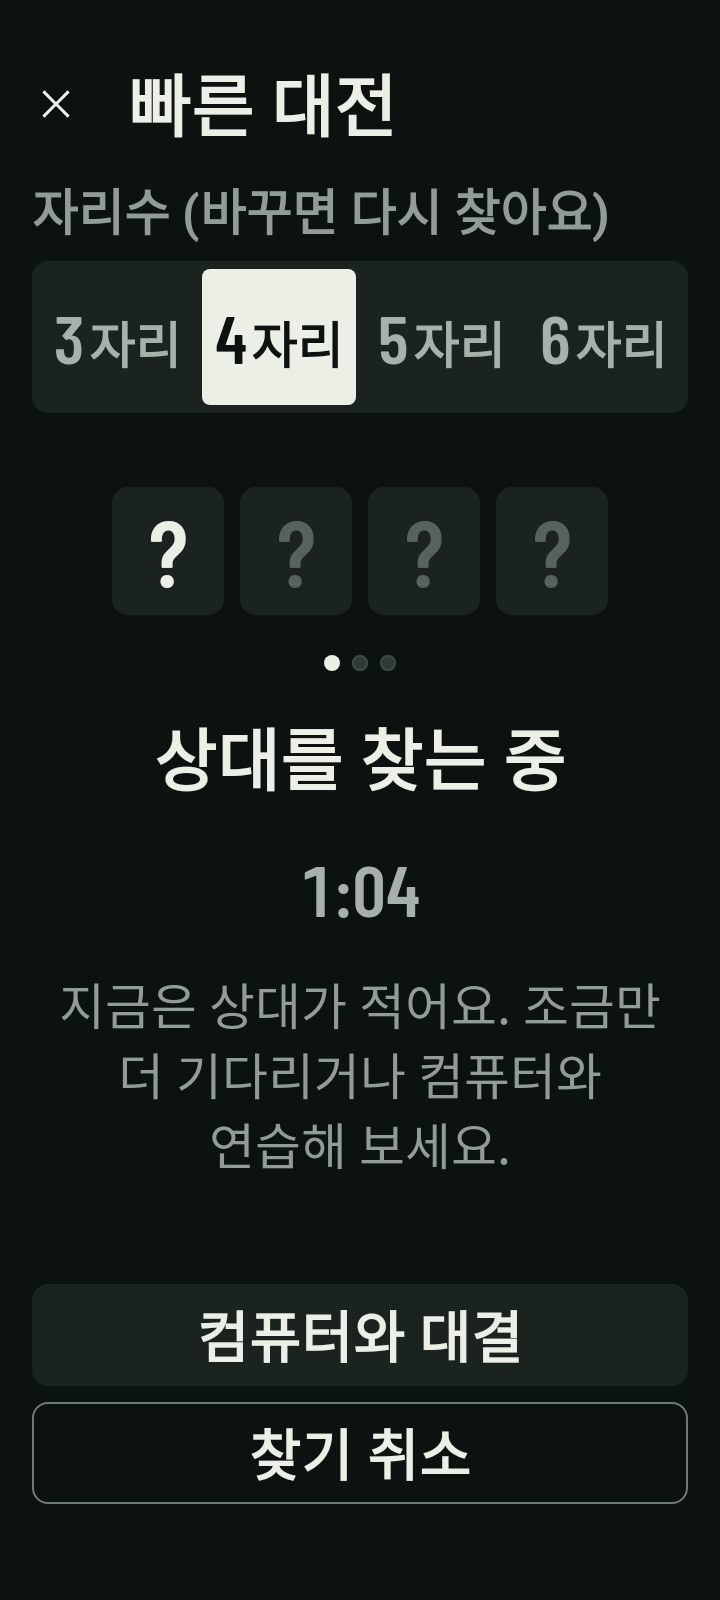 × 빠른 대전
자리수 (바꾸면 다시 찾아요)
3자리 4자리 5자리 6자리
? ? ? ?
상대를 찾는 중
1:04
지금은 상대가 적어요. 조금만
더 기다리거나 컴퓨터와
연습해 보세요.
컴퓨터와 대결
찾기 취소